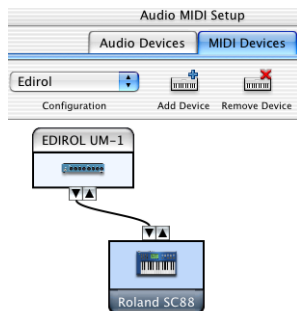 Audio MIDI Setup
Audio Devices MIDI Devices
Edirol
Configuration Add Device Remove Device
EDIROL UM-1
Roland SC88